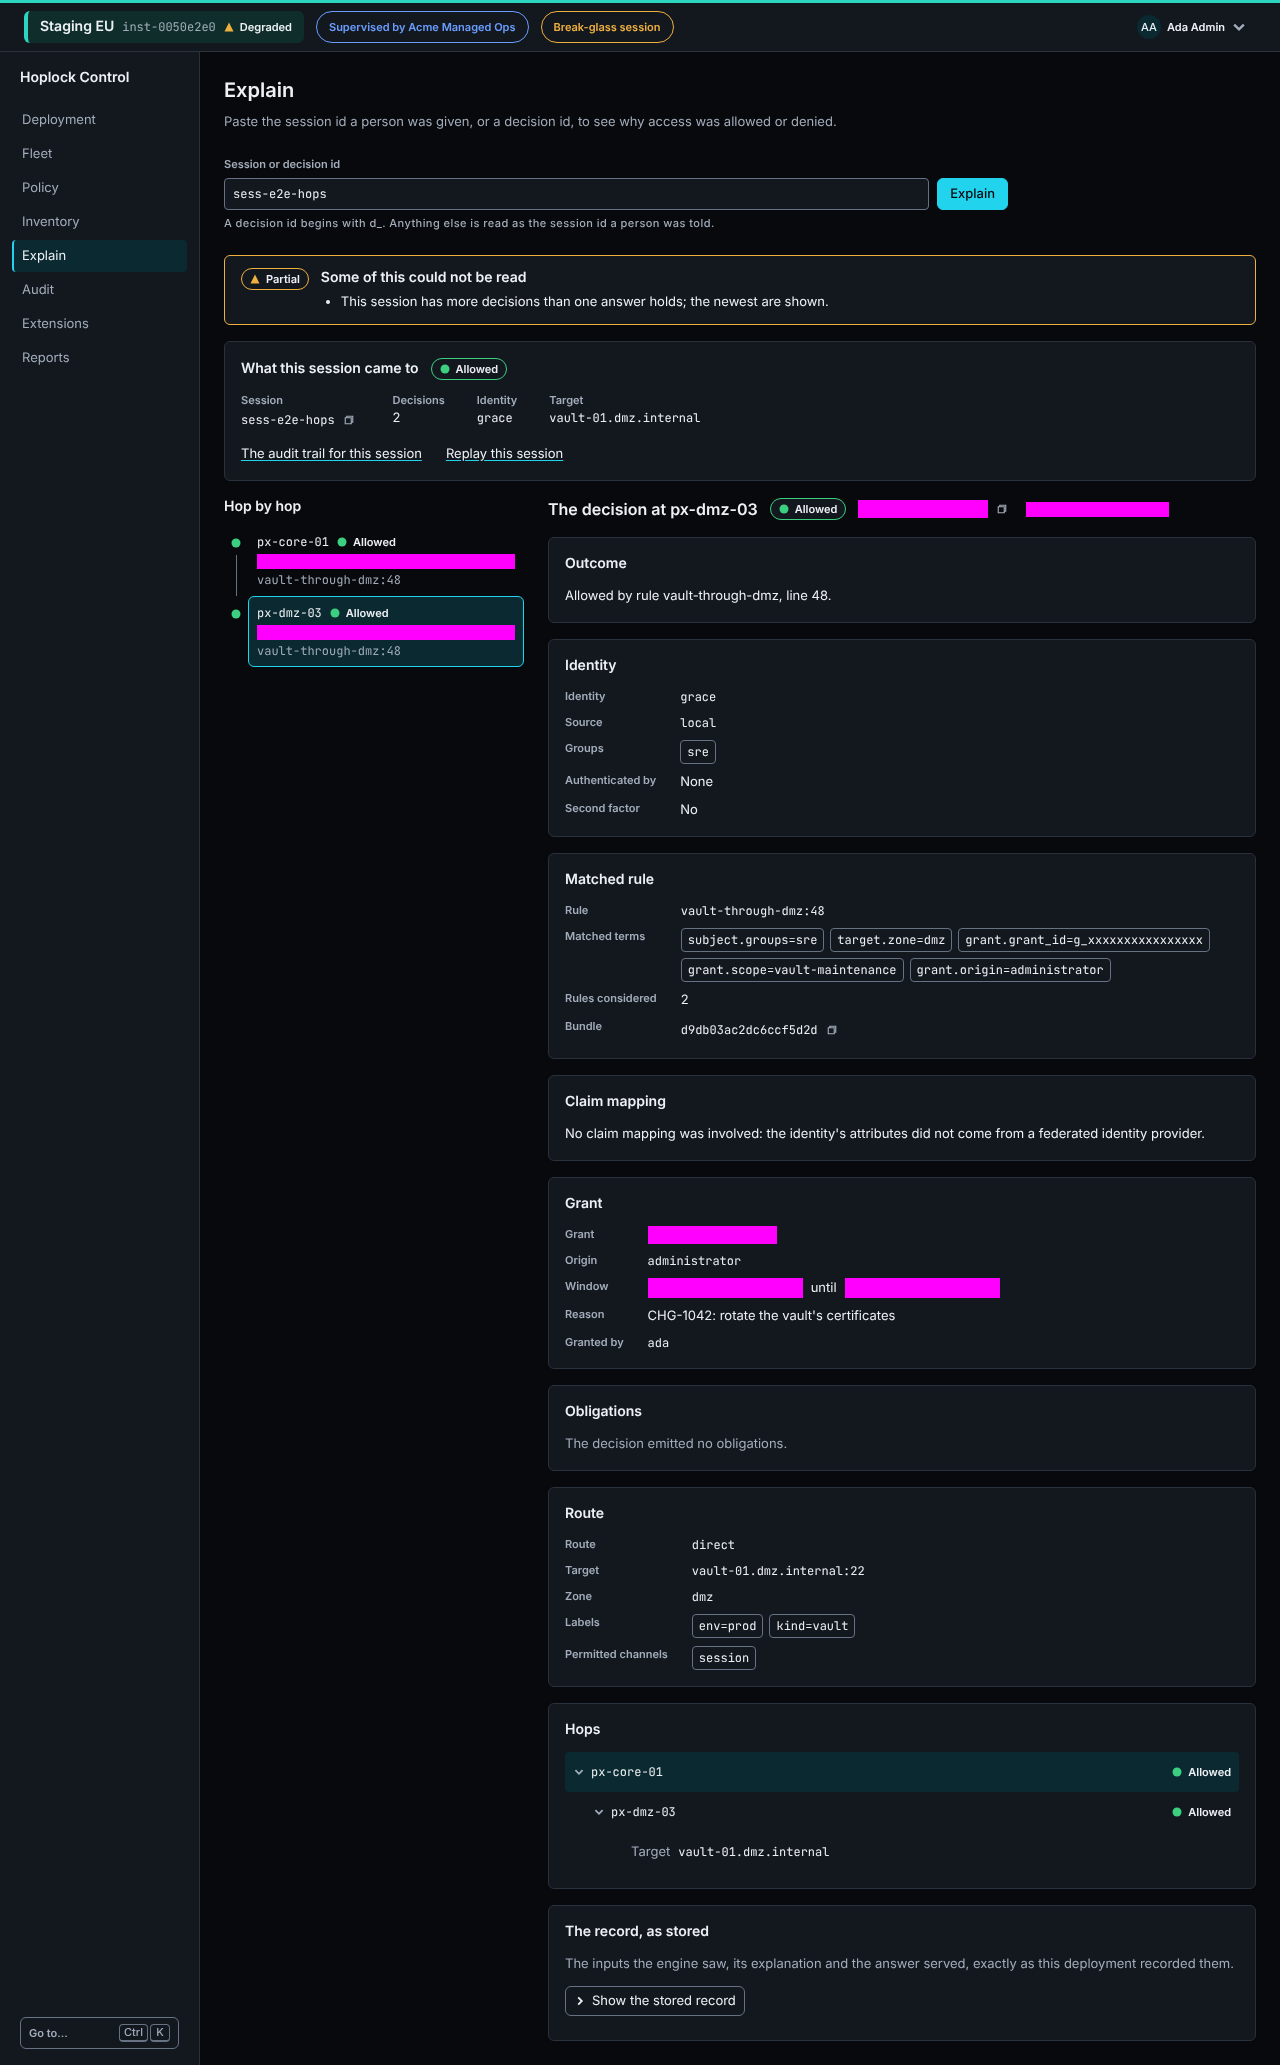 Staging EU inst-0050e2e0 Degraded Supervised by Acme Managed Ops Break-glass session AA Ada Admin
Hoplock Control
Deployment
Fleet
Policy
Inventory
Explain
Audit
Extensions
Reports
Go to... Ctrl K
Explain
Paste the session id a person was given, or a decision id, to see why access was allowed or denied.
Session or decision id
sess-e2e-hops Explain
A decision id begins with d_. Anything else is read as the session id a person was told.
Partial Some of this could not be read
• This session has more decisions than one answer holds; the newest are shown.
What this session came to Allowed
Session Decisions Identity Target
sess-e2e-hops 2 grace vault-01.dmz.internal
The audit trail for this session Replay this session
Hop by hop
px-core-01 Allowed
vault-through-dmz:48
px-dmz-03 Allowed
vault-through-dmz:48
The decision at px-dmz-03 Allowed
Outcome
Allowed by rule vault-through-dmz, line 48.
Identity
Identity grace
Source local
Groups sre
Authenticated by None
Second factor No
Matched rule
Rule vault-through-dmz:48
Matched terms subject.groups=sre target.zone=dmz grant.grant_id=g_xxxxxxxxxxxxxxxx
grant.scope=vault-maintenance grant.origin=administrator
Rules considered 2
Bundle d9db03ac2dc6ccf5d2d
Claim mapping
No claim mapping was involved: the identity's attributes did not come from a federated identity provider.
Grant
Grant
Origin administrator
Window until
Reason CHG-1042: rotate the vault's certificates
Granted by ada
Obligations
The decision emitted no obligations.
Route
Route direct
Target vault-01.dmz.internal:22
Zone dmz
Labels env=prod kind=vault
Permitted channels session
Hops
px-core-01 Allowed
px-dmz-03 Allowed
Target vault-01.dmz.internal
The record, as stored
The inputs the engine saw, its explanation and the answer served, exactly as this deployment recorded them.
Show the stored record